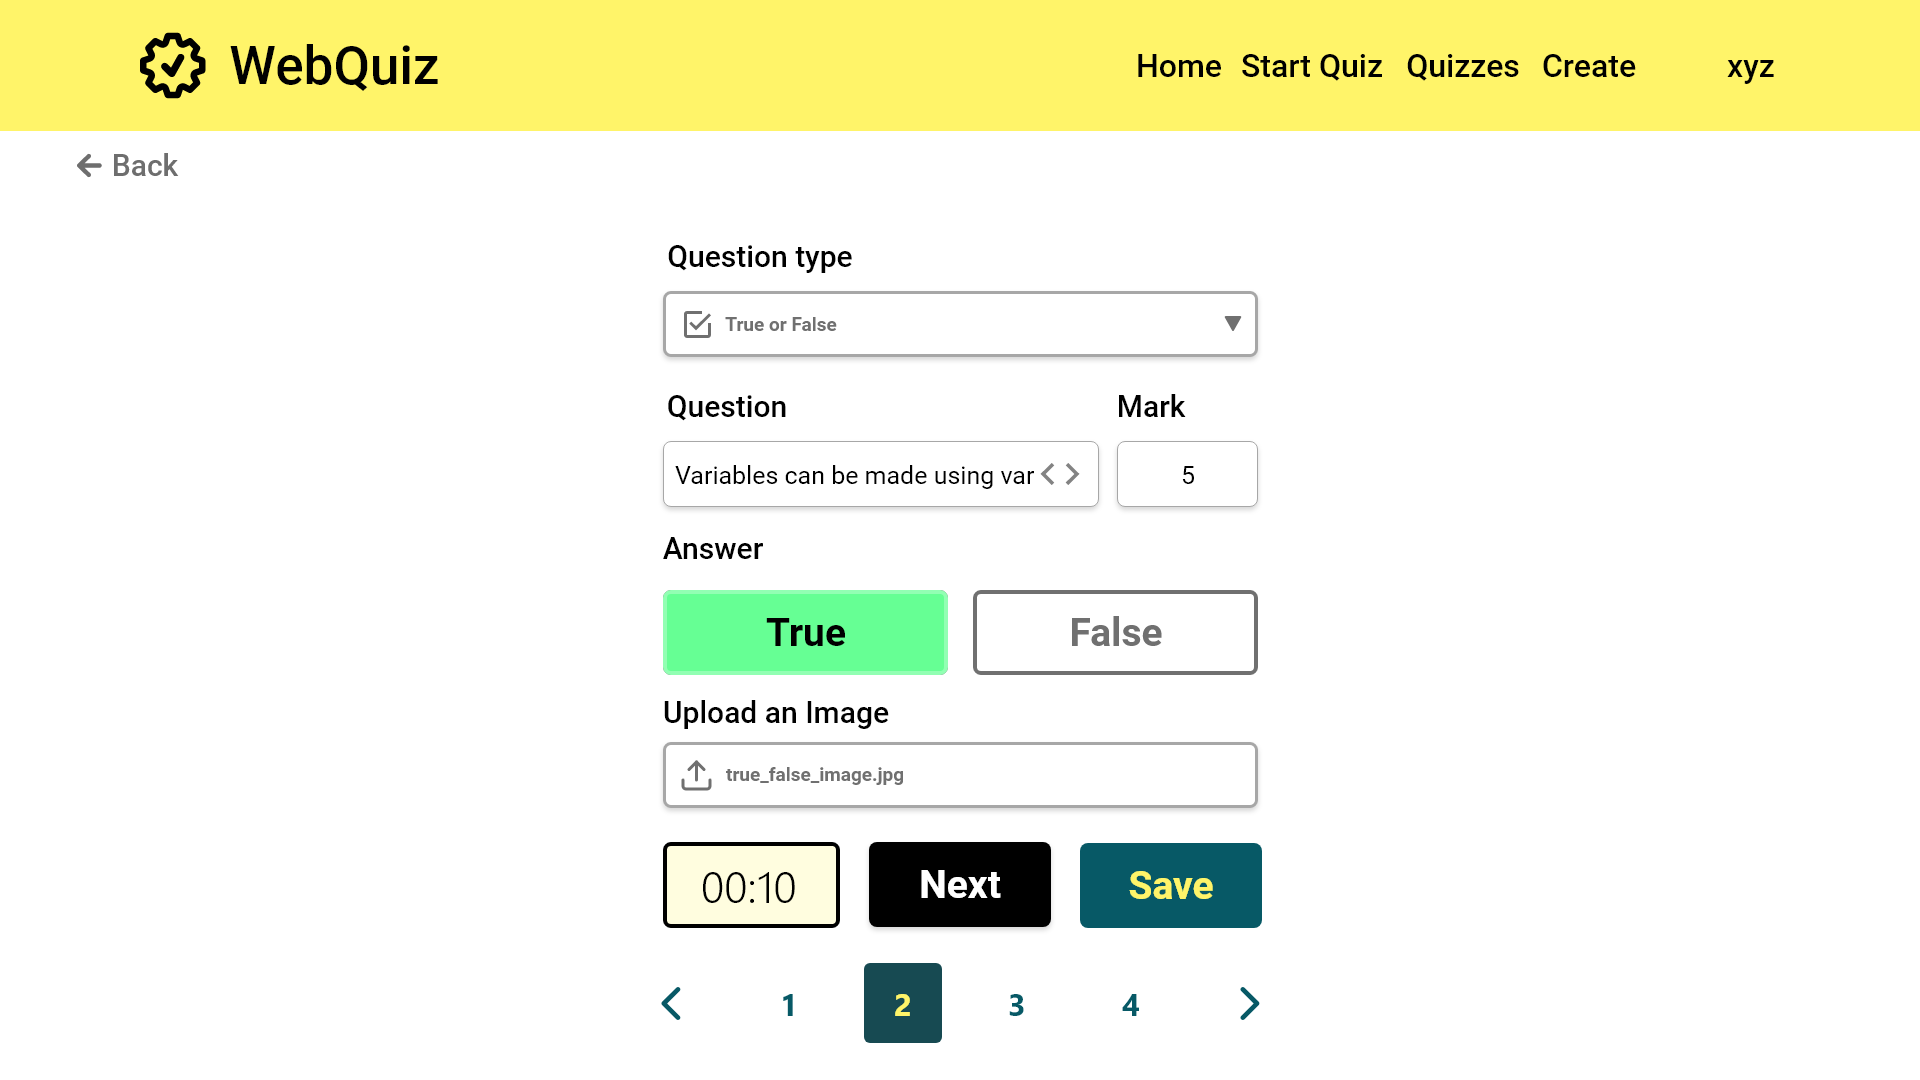 WebQuiz
Home Start Quiz Quizzes Create xyz
Back
Question type
True or False
Question Mark
Variables can be made using var 5
Answer
True False
Upload an Image
true_false_image.jpg
00:10 Next Save
1 2 3 4